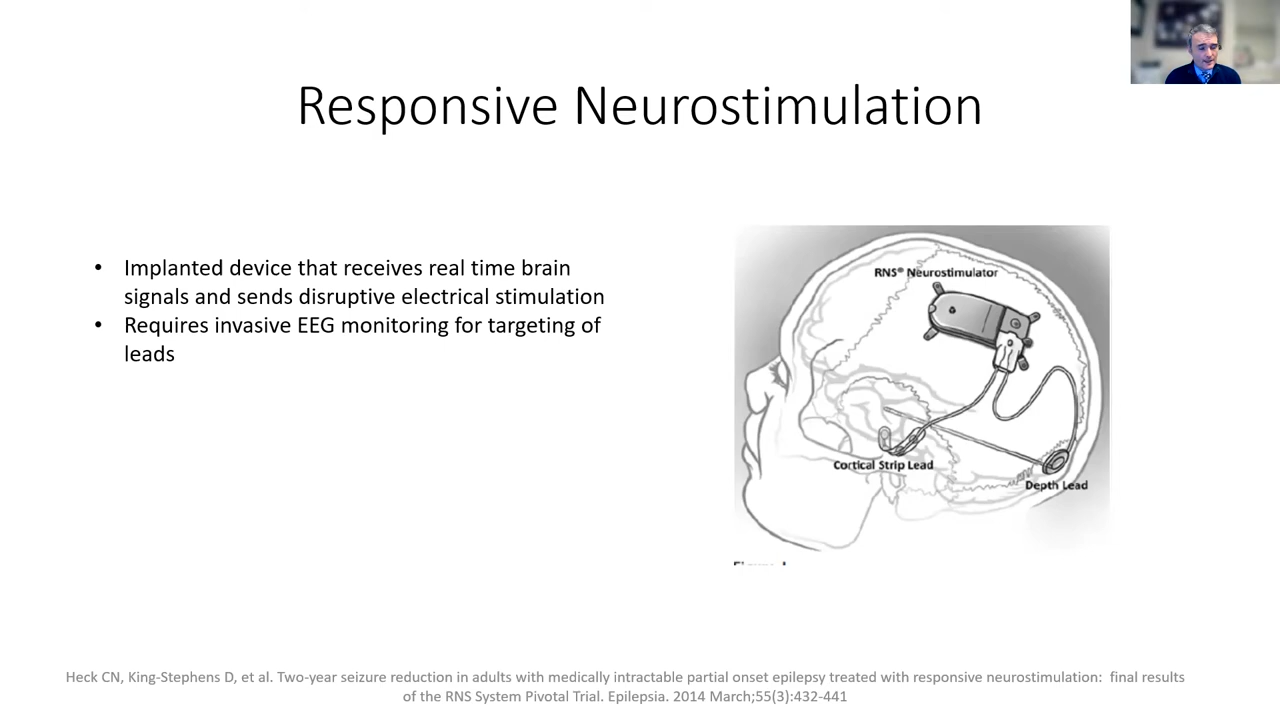 Responsive Neurostimulation
• Implanted device that receives real time brain
signals and sends disruptive electrical stimulation
• Requires invasive EEG monitoring for targeting of
leads
RNS® Neurostimulator
Cortical Strip Lead
Depth Lead
Heck CN, King-Stephens D, et al. Two-year seizure reduction in adults with medically intractable partial onset epilepsy treated with responsive neurostimulation:  final results
of the RNS System Pivotal Trial. Epilepsia. 2014 March;55(3):432-441